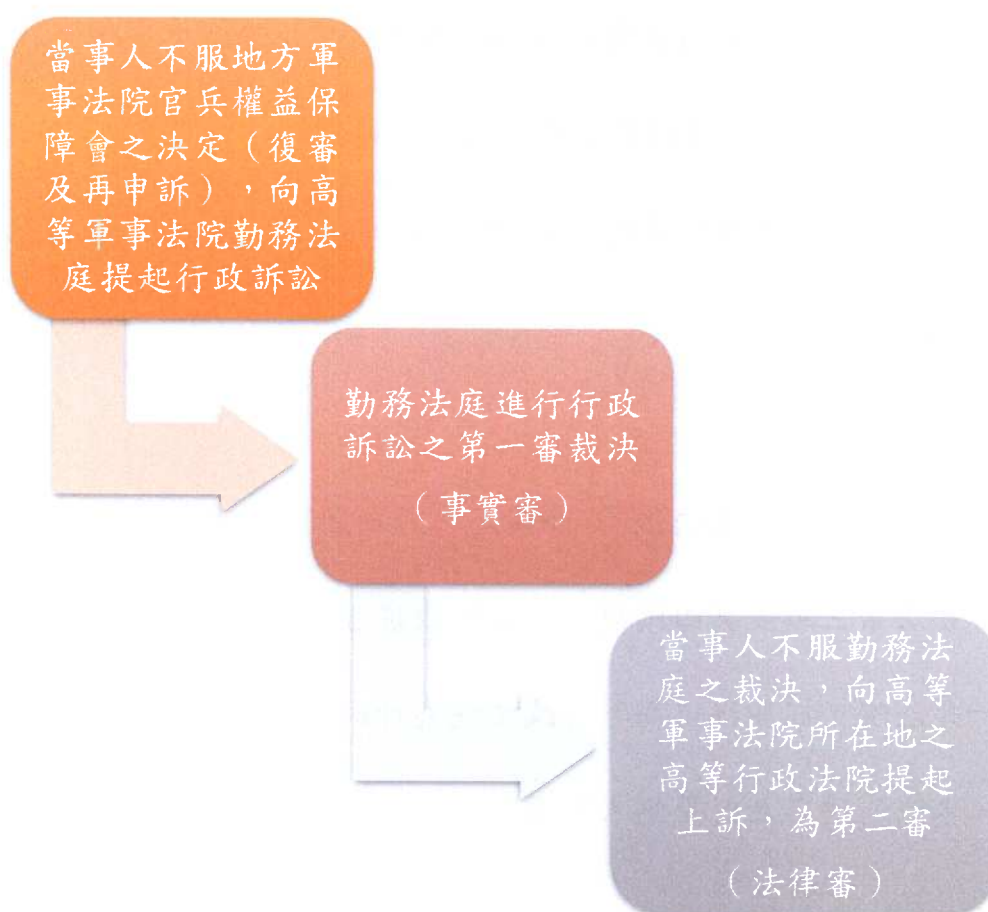 當事人不服地方軍
事法院官兵權益保
障會之決定（復審
及再申訴），向高
等軍事法院勤務法
庭提起行政訴訟
勤務法庭進行行政
訴訟之第一審裁決
（事實審）
當事人不服勤務法
庭之裁決，向高等
軍事法院所在地之
高等行政法院提起
上訴，為第二審
（法律審）